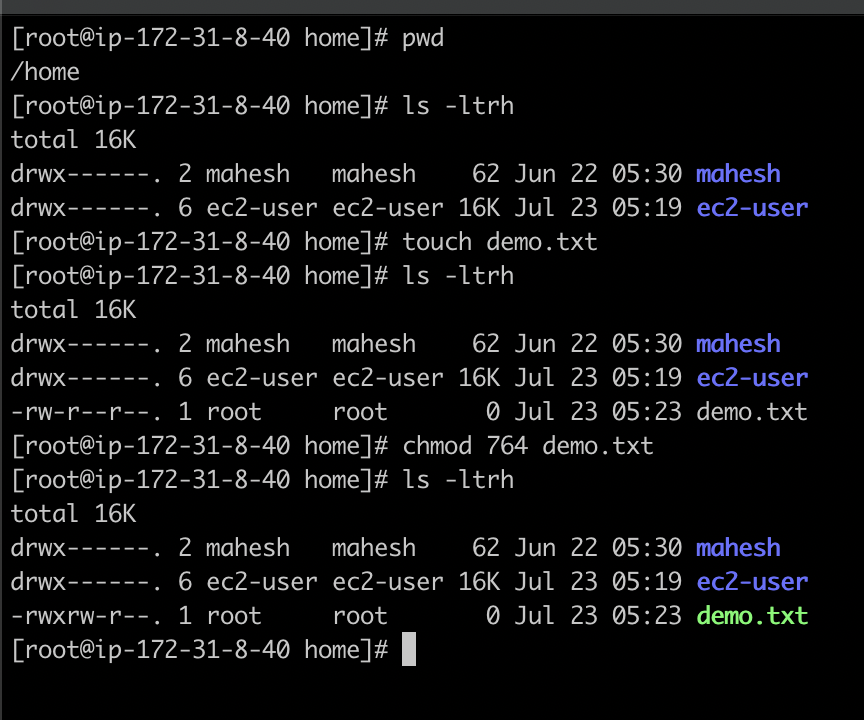 [root@ip-172-31-8-40 home]# pwd
/home
[root@ip-172-31-8-40 home]# ls -ltrh
total 16K
drwx------. 2 mahesh   mahesh    62 Jun 22 05:30 mahesh
drwx------. 6 ec2-user ec2-user 16K Jul 23 05:19 ec2-user
[root@ip-172-31-8-40 home]# touch demo.txt
[root@ip-172-31-8-40 home]# ls -ltrh
total 16K
drwx------. 2 mahesh   mahesh    62 Jun 22 05:30 mahesh
drwx------. 6 ec2-user ec2-user 16K Jul 23 05:19 ec2-user
-rw-r--r--. 1 root     root       0 Jul 23 05:23 demo.txt
[root@ip-172-31-8-40 home]# chmod 764 demo.txt
[root@ip-172-31-8-40 home]# ls -ltrh
total 16K
drwx------. 2 mahesh   mahesh    62 Jun 22 05:30 mahesh
drwx------. 6 ec2-user ec2-user 16K Jul 23 05:19 ec2-user
-rwxrw-r--. 1 root     root       0 Jul 23 05:23 demo.txt
[root@ip-172-31-8-40 home]#